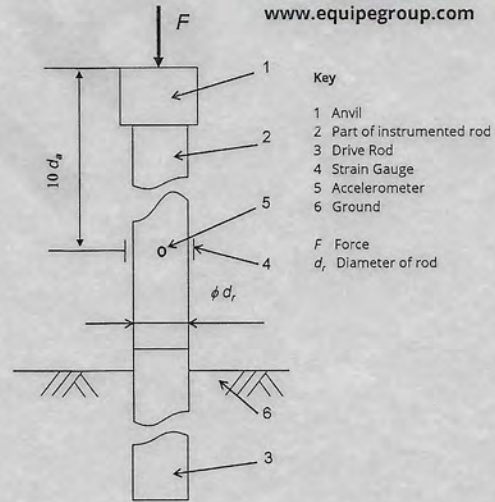 www.equipegroup.com
F
1
2
10 dₐ
5
4
ϕ dᵣ
6
3
Key
1 Anvil
2 Part of instrumented rod
3 Drive Rod
4 Strain Gauge
5 Accelerometer
6 Ground
F Force
dᵣ Diameter of rod